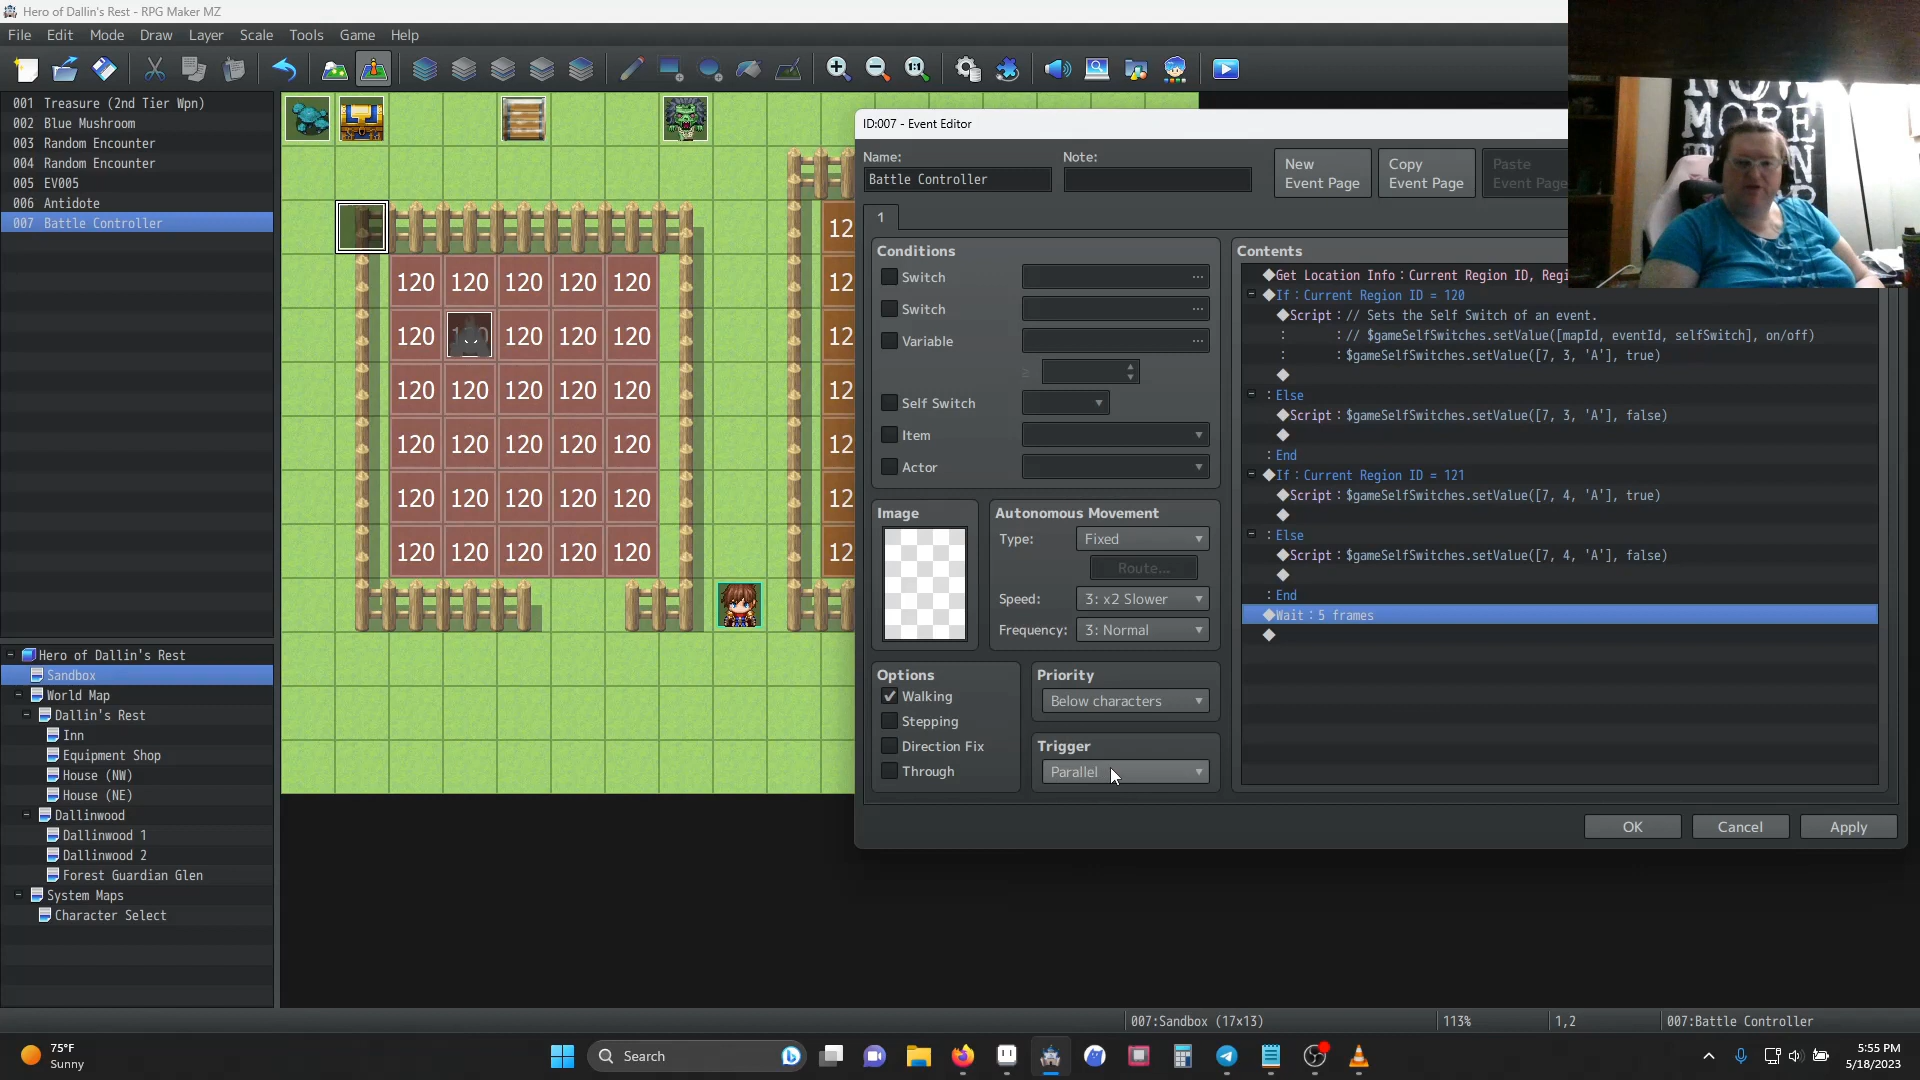 Hero of Dallin's Rest - RPG Maker MZ
File Edit Mode Draw Layer Scale Tools Game Help
001 Treasure (2nd Tier Wpn)
002 Blue Mushroom
003 Random Encounter
004 Random Encounter
005 EV005
006 Antidote
007 Battle Controller
Hero of Dallin's Rest
Sandbox
World Map
Dallin's Rest
Inn
Equipment Shop
House (NW)
House (NE)
Dallinwood
Dallinwood 1
Dallinwood 2
Forest Guardian Glen
System Maps
Character Select
120 120 120 120 120
120 120 120 120
120 120 120 120 120
120 120 120 120 120
120 120 120 120 120
120 120 120 120 120
12
12
12
12
12
12
12
ID:007 - Event Editor
Name:
Battle Controller
Note:
New Event Page
Copy Event Page
Paste Event Page
1
Conditions
Switch ...
Switch ...
Variable ...
≥
Self Switch
Item
Actor
Image
Autonomous Movement
Type: Fixed
Route...
Speed: 3: x2 Slower
Frequency: 3: Normal
Options
Walking
Stepping
Direction Fix
Through
Priority
Below characters
Trigger
Parallel
Contents
◆Get Location Info : Current Region ID, Regi
◆If : Current Region ID = 120
◆Script : // Sets the Self Switch of an event.
: : // $gameSelfSwitches.setValue([mapId, eventId, selfSwitch], on/off)
: : $gameSelfSwitches.setValue([7, 3, 'A'], true)
◆
: Else
◆Script : $gameSelfSwitches.setValue([7, 3, 'A'], false)
◆
: End
◆If : Current Region ID = 121
◆Script : $gameSelfSwitches.setValue([7, 4, 'A'], true)
◆
: Else
◆Script : $gameSelfSwitches.setValue([7, 4, 'A'], false)
◆
: End
◆Wait : 5 frames
◆
OK Cancel Apply
MORE
007:Sandbox (17x13) 113% 1,2 007:Battle Controller
75°F
Sunny
Search
5:55 PM
5/18/2023